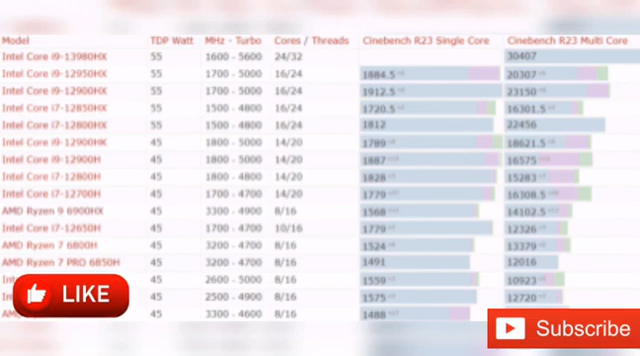 Model TDP Watt MHz - Turbo Cores / Threads Cinebench R23 Single Core Cinebench R23 Multi Core
Intel Core i9-13980HX 55 1600 - 5600 24/32 30407
Intel Core i9-12950HX 55 1700 - 5000 16/24 1884.5 20307
Intel Core i9-12900HX 55 1700 - 5000 16/24 1912.5 23150
Intel Core i7-12850HX 55 1500 - 4800 16/24 1720.5 16301.5
Intel Core i7-12800HX 55 1500 - 4800 16/24 1812 22456
Intel Core i9-12900HK 45 1800 - 5000 14/20 1789 18621.5
Intel Core i9-12900H 45 1800 - 5000 14/20 1887 16575
Intel Core i7-12800H 45 1800 - 4800 14/20 1828 15283
Intel Core i7-12700H 45 1700 - 4700 14/20 1779 16308.5
AMD Ryzen 9 6900HX 45 3300 - 4900 8/16 1568 14102.5
Intel Core i7-12650H 45 1700 - 4700 10/16 1779 12326
AMD Ryzen 7 6800H 45 3200 - 4700 8/16 1524 13379
AMD Ryzen 7 PRO 6850H 45 3200 - 4700 8/16 1491 12016
45 2600 - 5000 8/16 1559 10923
45 2500 - 4900 8/16 1575 12720
AMD 45 3300 - 4600 8/16 1488
LIKE
Subscribe